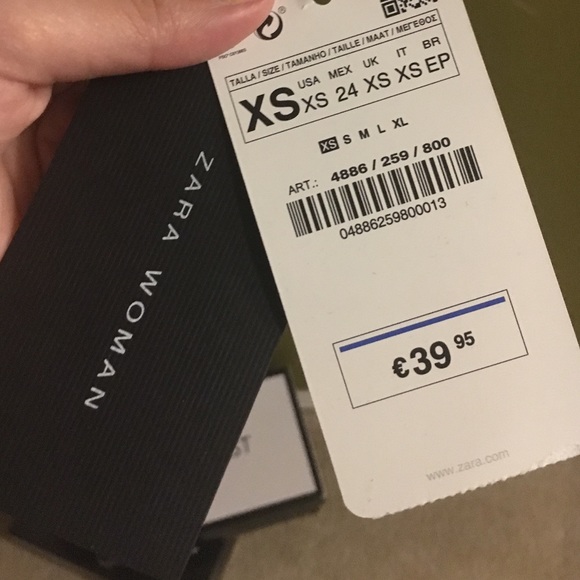 TALLA / SIZE / TAMANHO / TAILLE / MAAT / ΜΕΓΕΘΟΣ
USA MEX UK IT BR
XS XS 24 XS XS EP
XS S M L XL
ART.: 4886 / 259 / 800
04886259800013
€39 95
www.zara.com
ZARA WOMAN